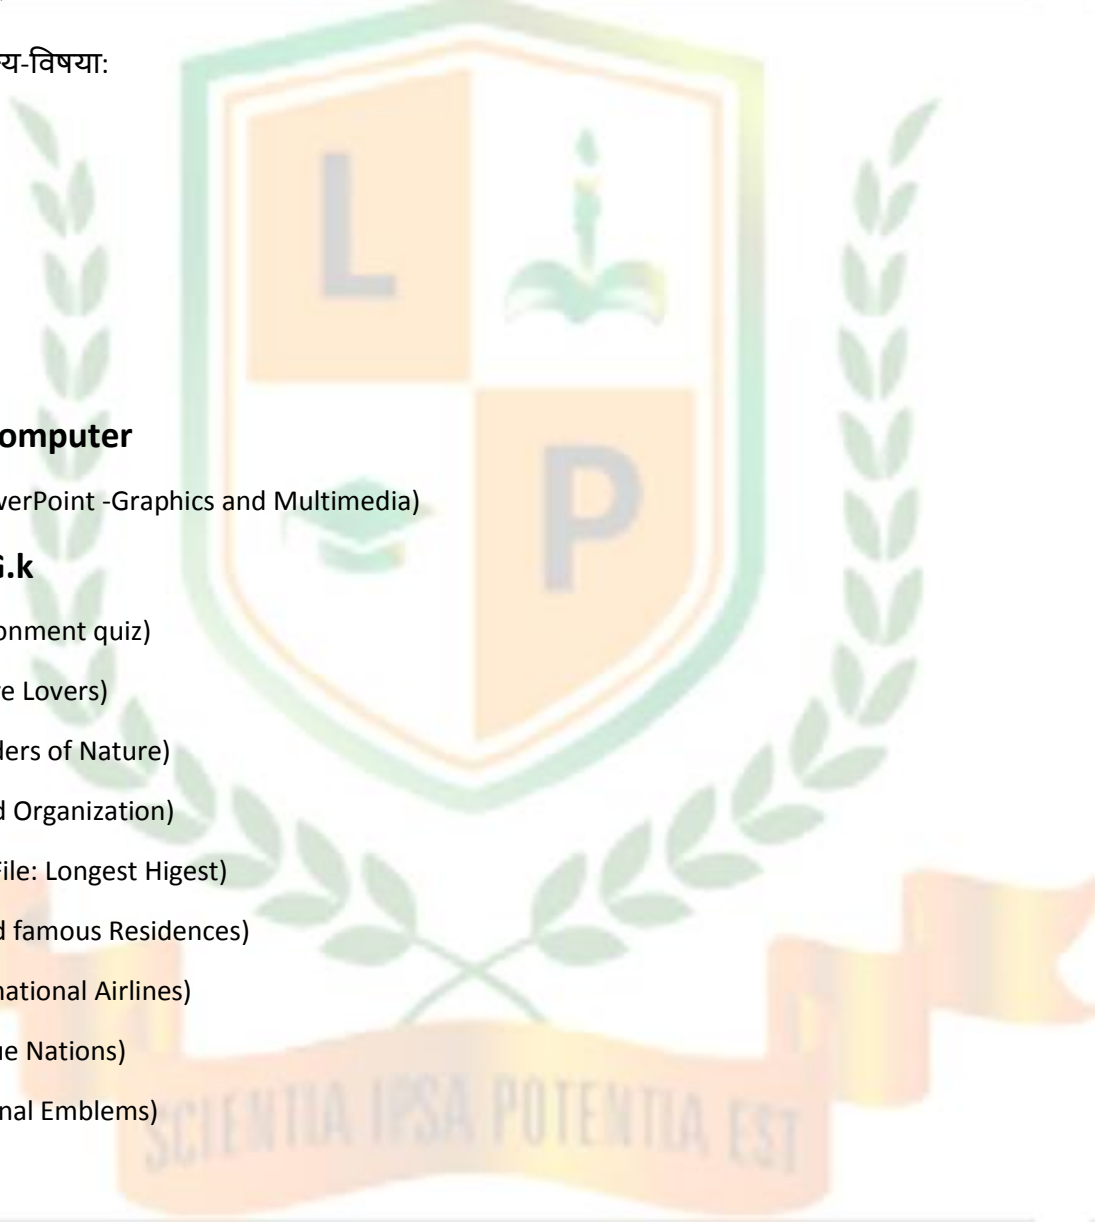 य-विषया:
L
omputer
verPoint -Graphics and Multimedia)
P
G.k
onment quiz)
e Lovers)
ders of Nature)
d Organization)
File: Longest Higest)
d famous Residences)
national Airlines)
ue Nations)
nal Emblems)
SCIENTIA IPSA POTENTIA EST